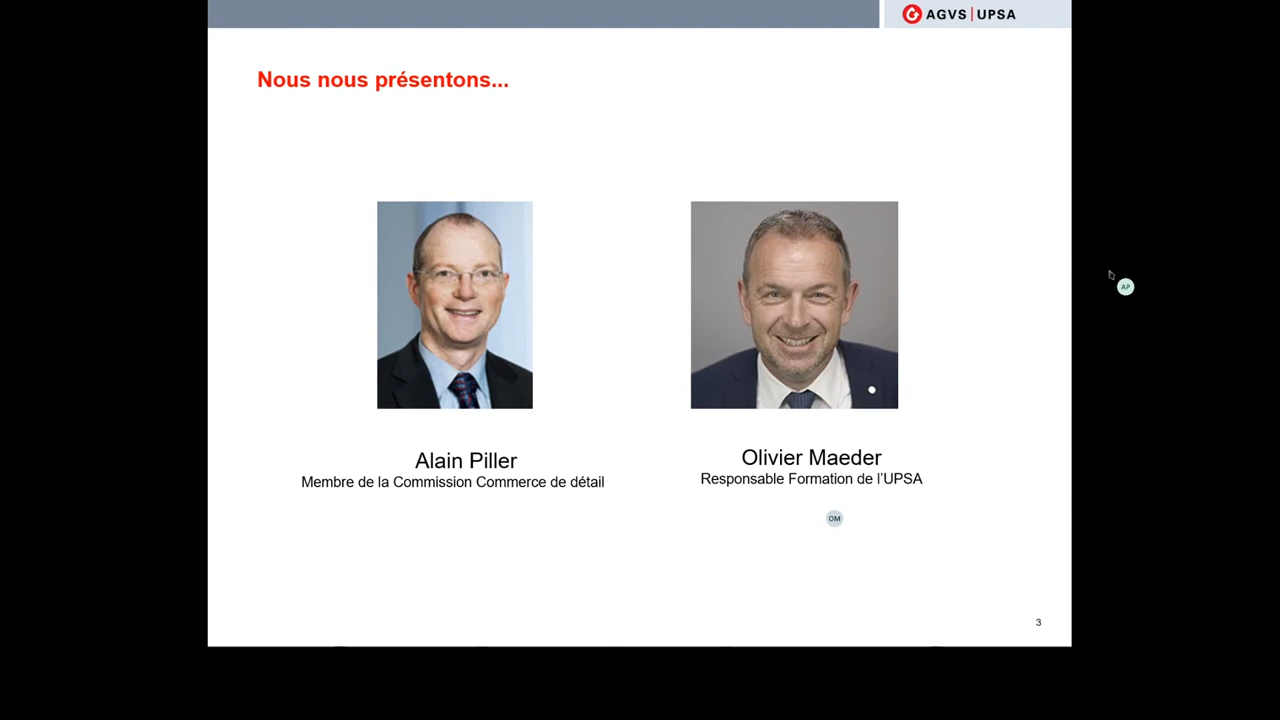 AGVS|UPSA
Nous nous présentons...
AP
Alain Piller
Membre de la Commission Commerce de détail
Olivier Maeder
Responsable Formation de l'UPSA
OM
3